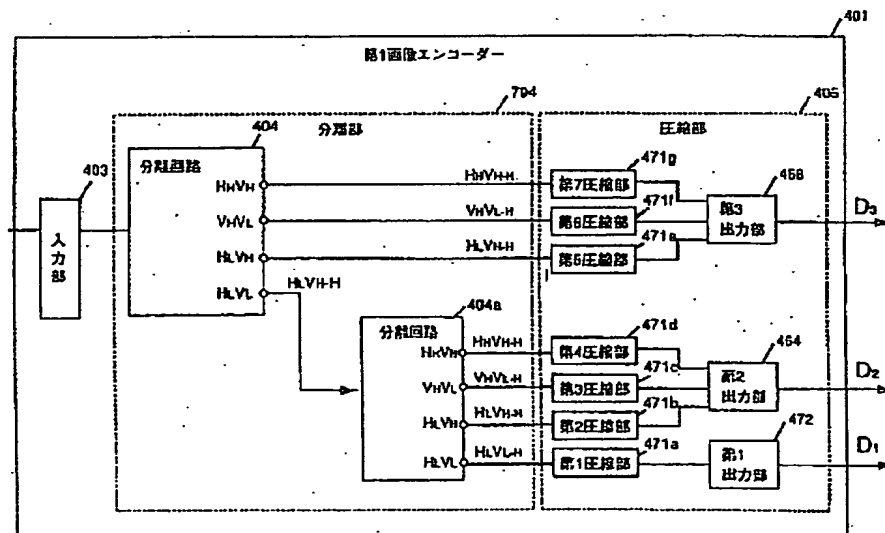 401
第1画像エンコーダー
794
分離部
405
圧縮部
403
入力部
404
分離回路
HHVH
VHVL
HLVH
HLVL
HHVH-H
VHVL-H
HLVH-H
HLVH-H
471g
第7圧縮部
471f
第6圧縮部
471e
第5圧縮部
468
第3
出力部
D3
404a
分離回路
HHVH
VHVL
HLVH
HLVL
HHVH-H
VHVL-H
HLVH-H
HLVL-H
471d
第4圧縮部
471c
第3圧縮部
471b
第2圧縮部
471a
第1圧縮部
464
第2
出力部
D2
472
第1
出力部
D1